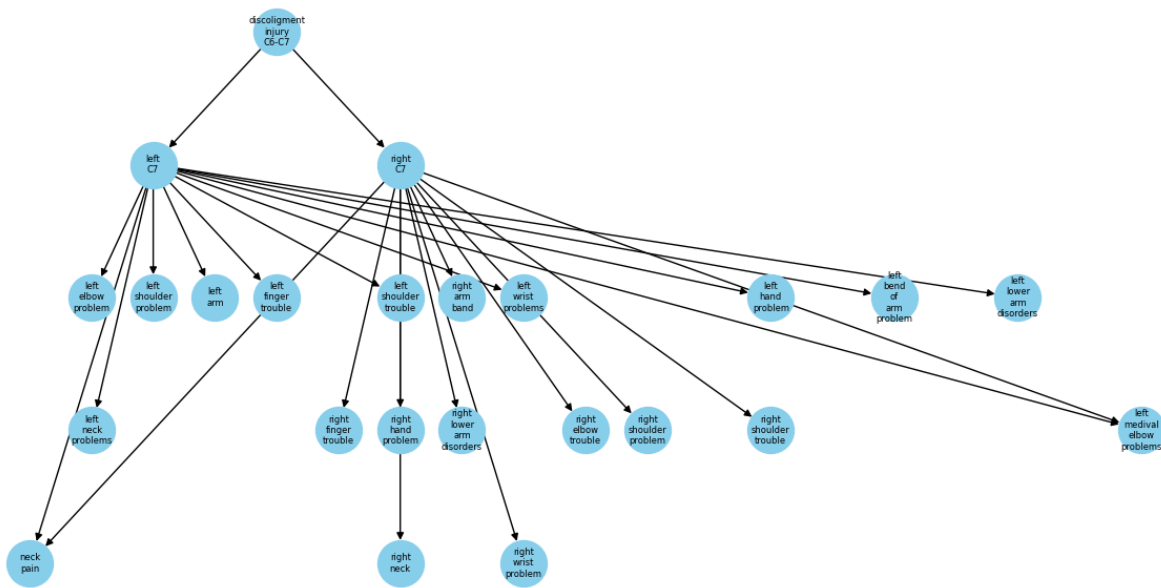 discoligment
injury
C6-C7
left
C7
right
C7
left
elbow
problem
left
shoulder
problem
left
arm
left
finger
trouble
left
shoulder
trouble
right
arm
band
left
wrist
problems
left
hand
problem
left
bend
of
arm
problem
left
lower
arm
disorders
left
neck
problems
right
finger
trouble
right
hand
problem
right
lower
arm
disorders
right
elbow
trouble
right
shoulder
problem
right
shoulder
trouble
left
medival
elbow
problems
neck
pain
right
neck
right
wrist
problem